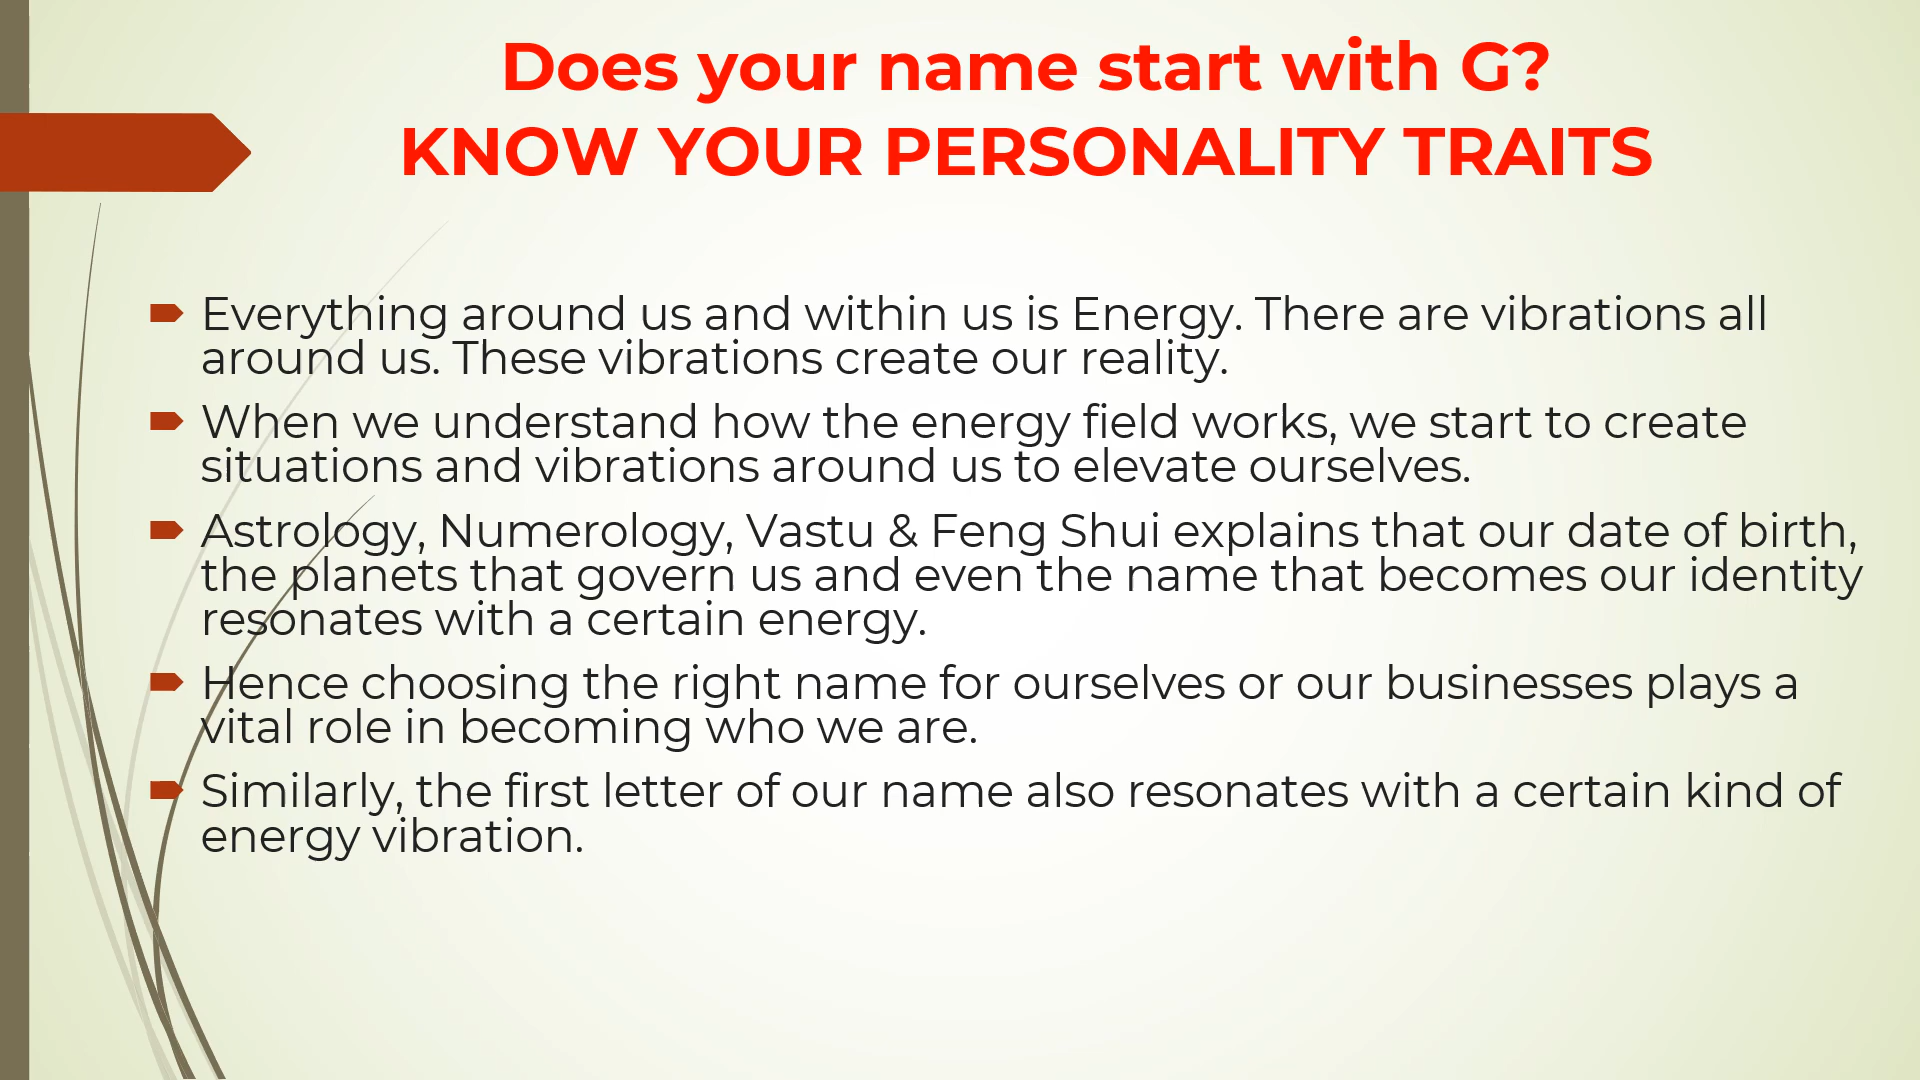 Does your name start with G?
KNOW YOUR PERSONALITY TRAITS
Everything around us and within us is Energy. There are vibrations all
around us. These vibrations create our reality.
When we understand how the energy field works, we start to create
situations and vibrations around us to elevate ourselves.
Astrology, Numerology, Vastu & Feng Shui explains that our date of birth,
the planets that govern us and even the name that becomes our identity
resonates with a certain energy.
Hence choosing the right name for ourselves or our businesses plays a
vital role in becoming who we are.
Similarly, the first letter of our name also resonates with a certain kind of
energy vibration.